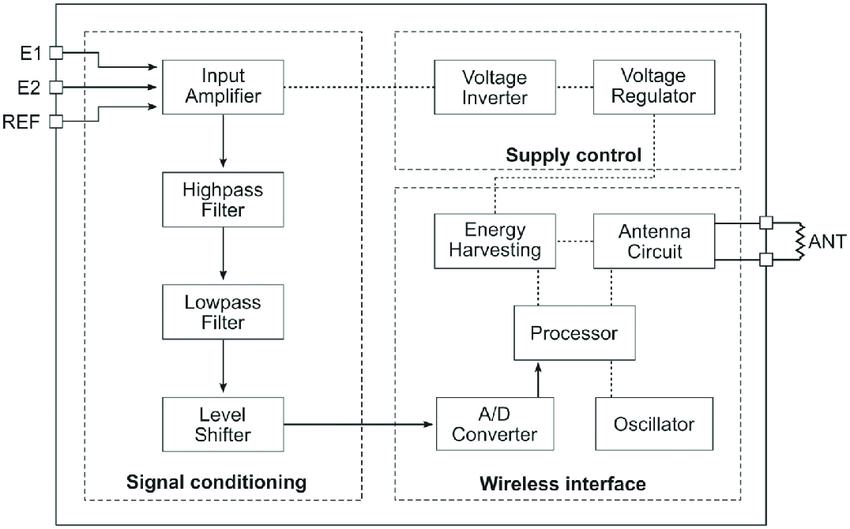 E1
E2
REF
Input
Amplifier
Highpass
Filter
Lowpass
Filter
Level
Shifter
Signal conditioning
Voltage
Inverter
Voltage
Regulator
Supply control
Energy
Harvesting
Antenna
Circuit
ANT
Processor
A/D
Converter
Oscillator
Wireless interface